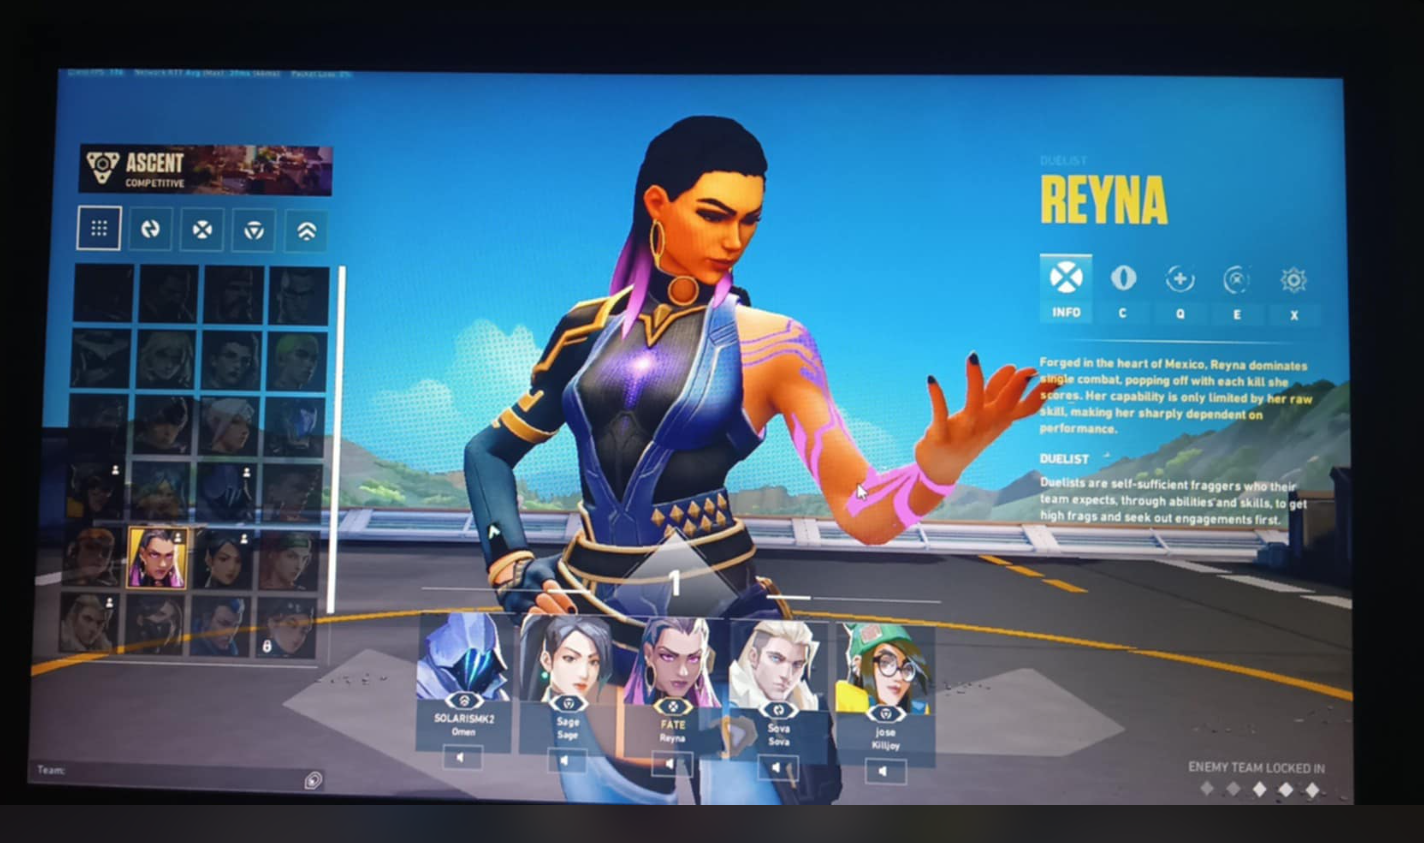 ASCENT
COMPETITIVE
DUELIST
REYNA
INFO
C
Q
E
X
Forged in the heart of Mexico, Reyna dominates
single combat, popping off with each kill she
scores. Her capability is only limited by her raw
skill, making her sharply dependent on
performance.
DUELIST
Duelists are self-sufficient fraggers who their
team expects, through abilities and skills, to get
high frags and seek out engagements first.
1
SOLARISMK2
Omen
Sage
Sage
FATE
Reyna
Sova
Sova
jose
Killjoy
Team:
ENEMY TEAM LOCKED IN